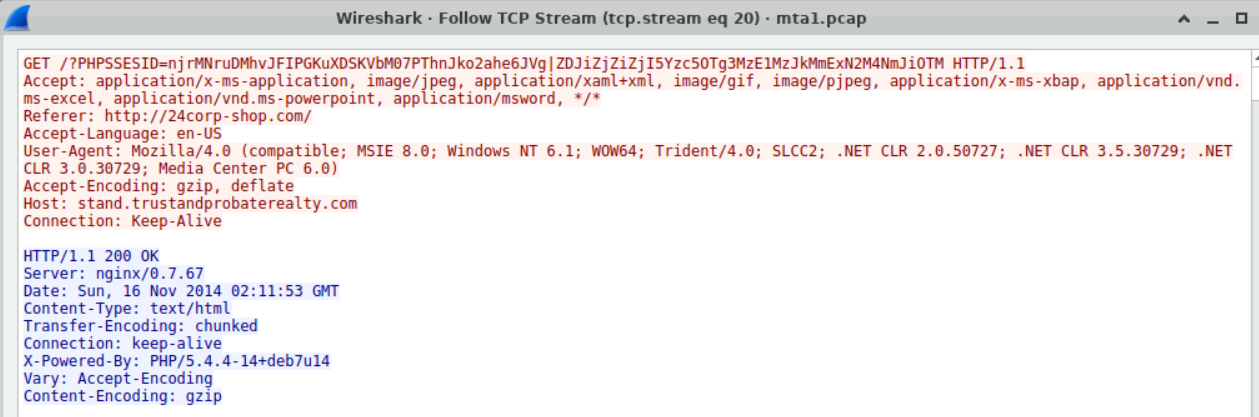 Wireshark · Follow TCP Stream (tcp.stream eq 20) · mta1.pcap
GET /?PHPSSESID=njrMNruDMhvJFIPGKuXDSKVbM07PThnJko2ahe6JVg|ZDJiZjZiZjI5Yzc5OTg3MzE1MzJkMmExN2M4NmJiOTM HTTP/1.1
Accept: application/x-ms-application, image/jpeg, application/xaml+xml, image/gif, image/pjpeg, application/x-ms-xbap, application/vnd.
ms-excel, application/vnd.ms-powerpoint, application/msword, */*
Referer: http://24corp-shop.com/
Accept-Language: en-US
User-Agent: Mozilla/4.0 (compatible; MSIE 8.0; Windows NT 6.1; WOW64; Trident/4.0; SLCC2; .NET CLR 2.0.50727; .NET CLR 3.5.30729; .NET
CLR 3.0.30729; Media Center PC 6.0)
Accept-Encoding: gzip, deflate
Host: stand.trustandprobaterealty.com
Connection: Keep-Alive
HTTP/1.1 200 OK
Server: nginx/0.7.67
Date: Sun, 16 Nov 2014 02:11:53 GMT
Content-Type: text/html
Transfer-Encoding: chunked
Connection: keep-alive
X-Powered-By: PHP/5.4.4-14+deb7u14
Vary: Accept-Encoding
Content-Encoding: gzip